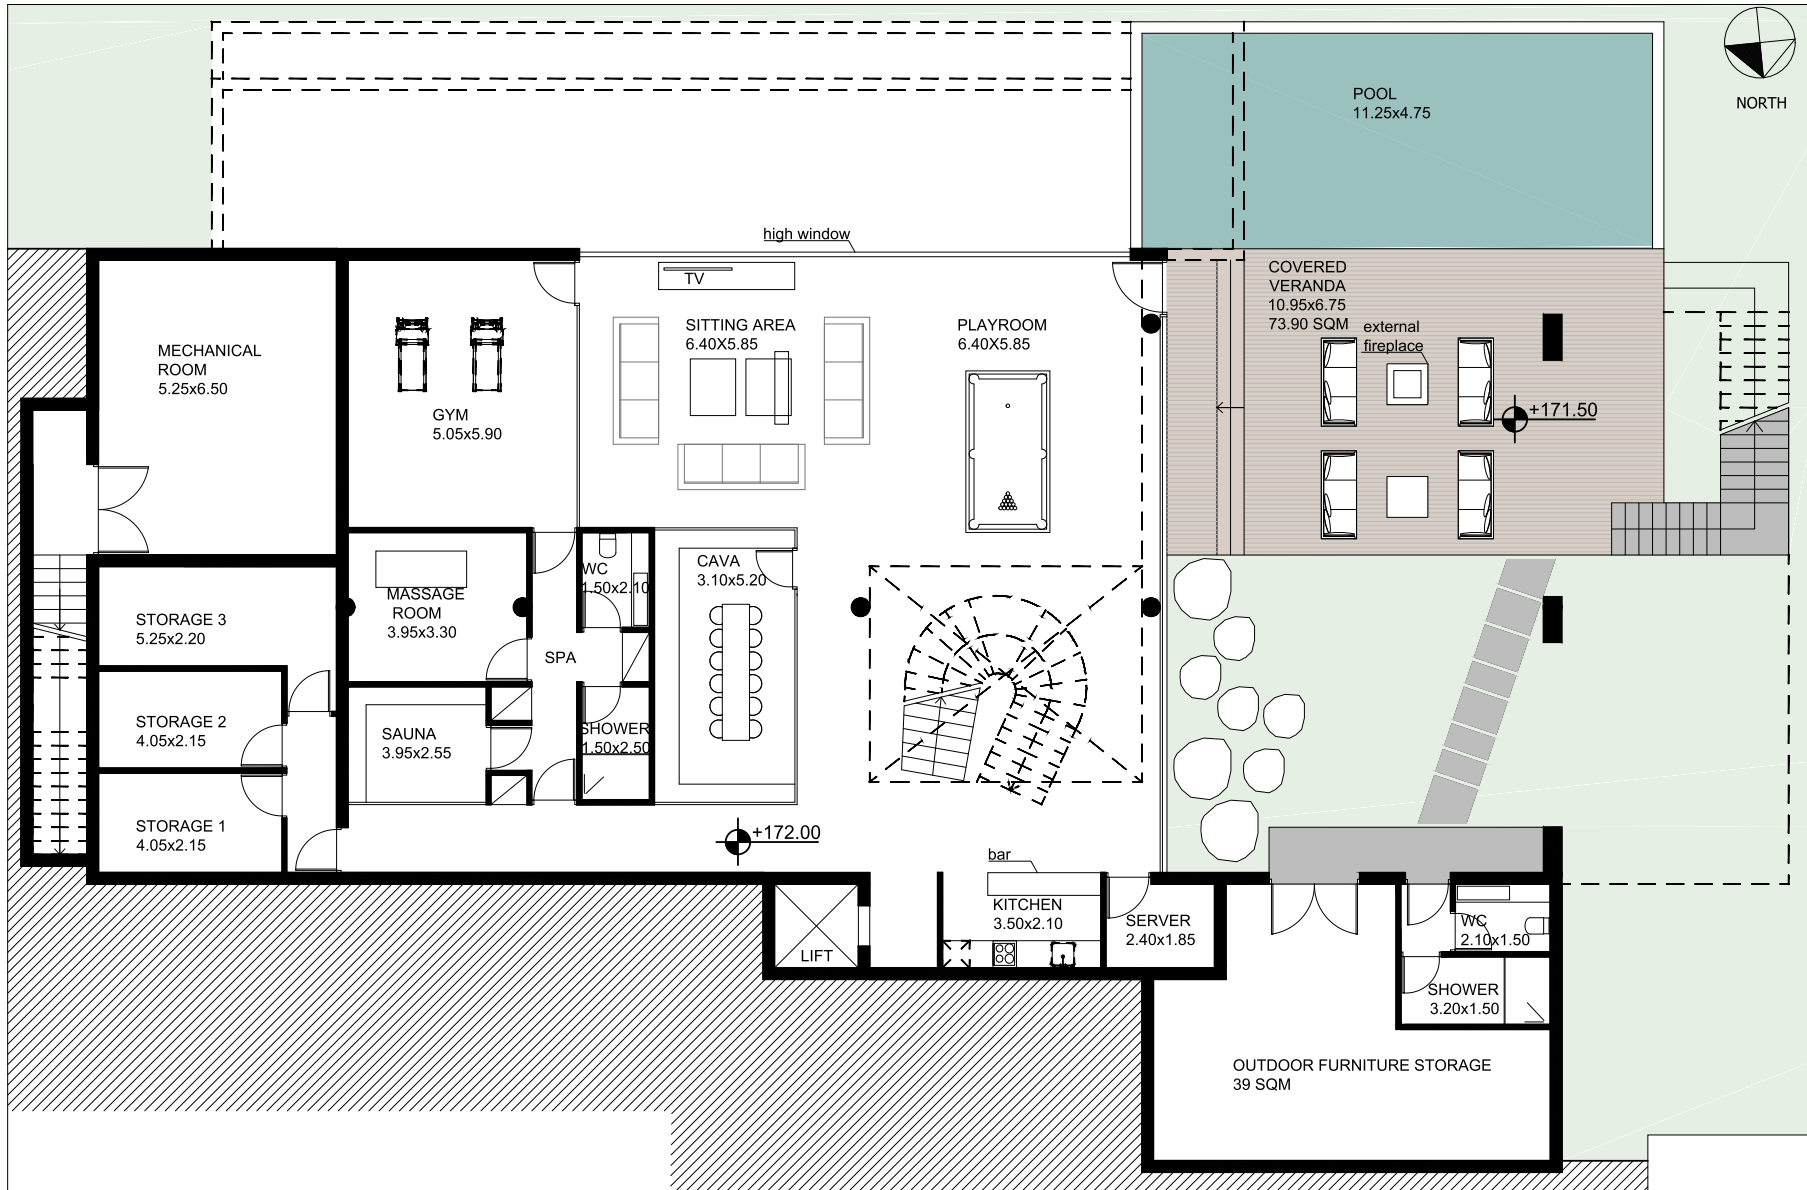 NORTH
POOL
11.25x4.75
high window
TV
COVERED
VERANDA
10.95x6.75
73.90 SQM
external
fireplace
+171.50
SITTING AREA
6.40X5.85
PLAYROOM
6.40X5.85
MECHANICAL
ROOM
5.25x6.50
GYM
5.05x5.90
WC
1.50x2.10
CAVA
3.10x5.20
MASSAGE
ROOM
3.95x3.30
STORAGE 3
5.25x2.20
SPA
STORAGE 2
4.05x2.15
SAUNA
3.95x2.55
SHOWER
1.50x2.50
STORAGE 1
4.05x2.15
+172.00
bar
KITCHEN
3.50x2.10
SERVER
2.40x1.85
LIFT
WC
2.10x1.50
SHOWER
3.20x1.50
OUTDOOR FURNITURE STORAGE
39 SQM